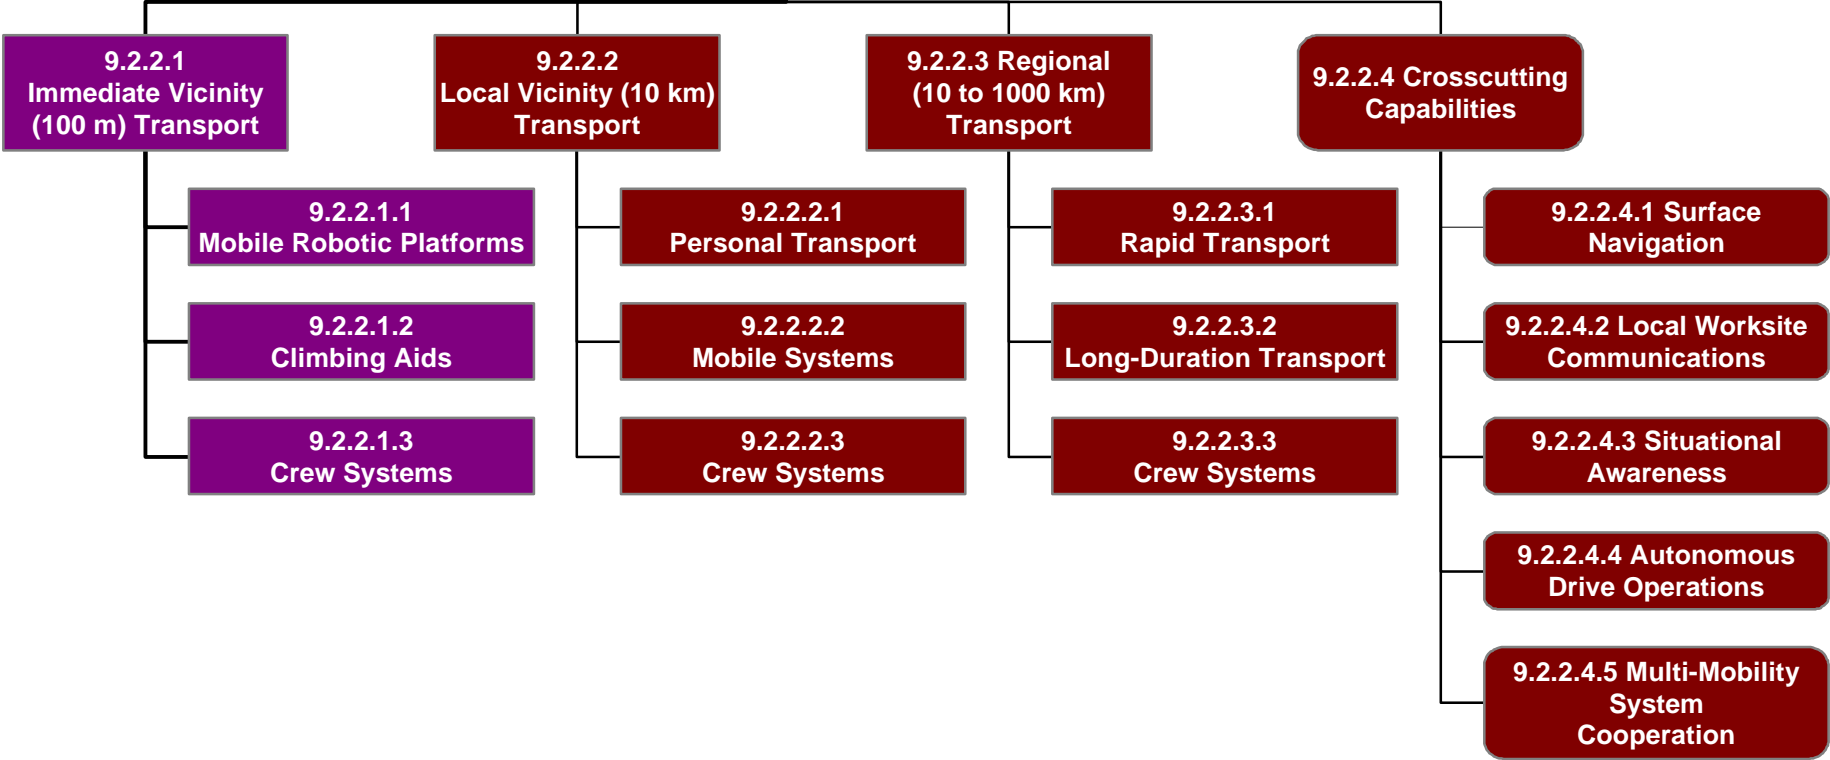 9.2.2.1
Immediate Vicinity
(100 m) Transport
9.2.2.1.1
Mobile Robotic Platforms
9.2.2.1.2
Climbing Aids
9.2.2.1.3
Crew Systems
9.2.2.2
Local Vicinity (10 km)
Transport
9.2.2.2.1
Personal Transport
9.2.2.2.2
Mobile Systems
9.2.2.2.3
Crew Systems
9.2.2.3 Regional
(10 to 1000 km)
Transport
9.2.2.3.1
Rapid Transport
9.2.2.3.2
Long-Duration Transport
9.2.2.3.3
Crew Systems
9.2.2.4 Crosscutting
Capabilities
9.2.2.4.1 Surface
Navigation
9.2.2.4.2 Local Worksite
Communications
9.2.2.4.3 Situational
Awareness
9.2.2.4.4 Autonomous
Drive Operations
9.2.2.4.5 Multi-Mobility
System
Cooperation